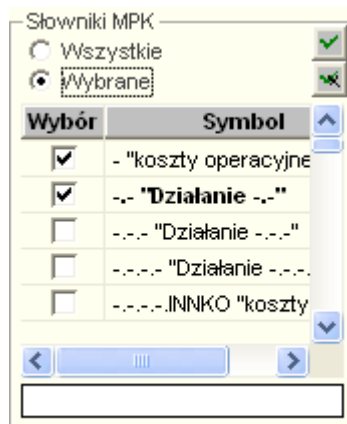 Słowniki MPK
Wszystkie
Wybrane
Wybór Symbol
- "koszty operacyjne
-.- "Działanie -.-"
-.-.- "Działanie -.-.-"
-.-.-.- "Działanie -.-.-.
-.-.-.-.INNKO "koszty